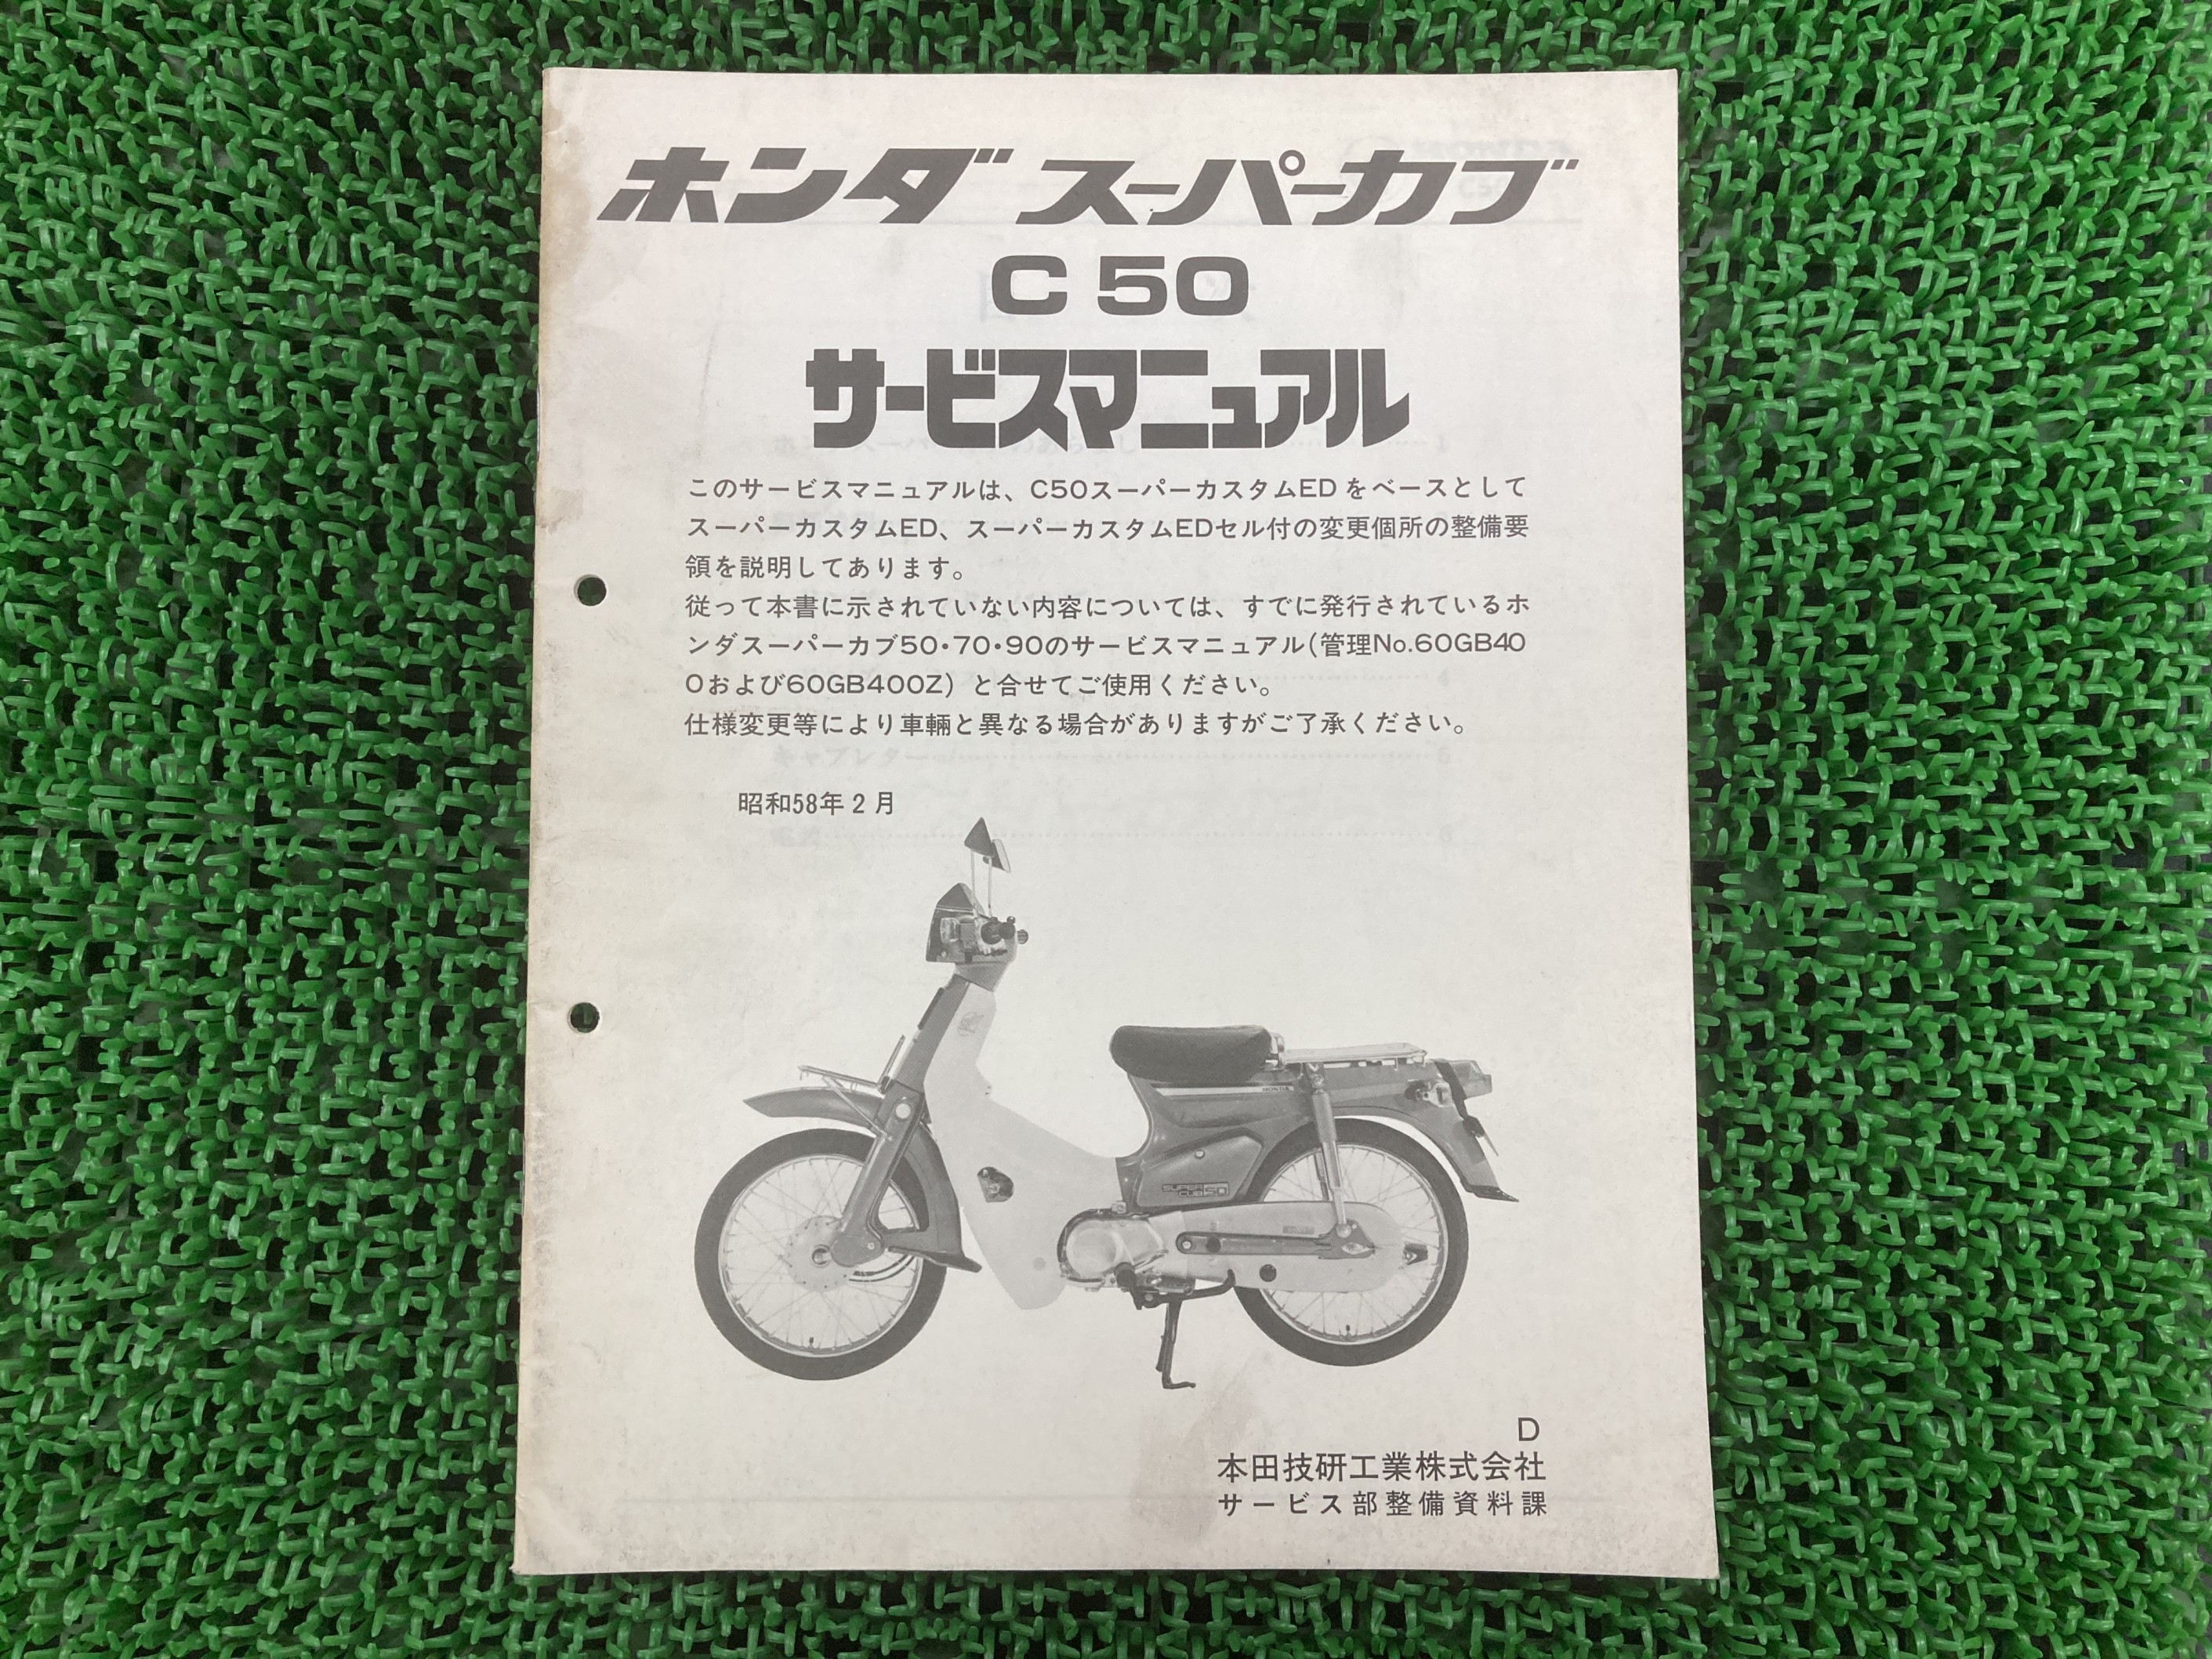 ホンダ スーパーカブ
C50
サービスマニュアル
このサービスマニュアルは、C50スーパーカスタムEDをベースとして
スーパーカスタムED、スーパーカスタムEDセル付の変更個所の整備要
領を説明してあります。
従って本書に示されていない内容については、すでに発行されているホ
ンダスーパーカブ50・70・90のサービスマニュアル(管理No.60GB40
0および60GB400Z) と合せてご使用ください。
仕様変更等により車輛と異なる場合がありますがご了承ください。
昭和58年2月
HONDA
SUPER
CUB50
D
本田技研工業株式会社
サービス部整備資料課